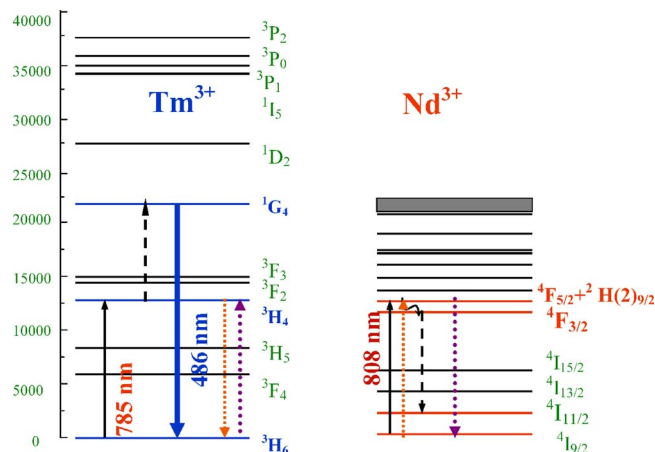 40000
35000
30000
25000
20000
15000
10000
5000
0
Tm³⁺
³P₂
³P₀
³P₁
¹I₅
¹D₂
¹G₄
³F₃
³F₂
³H₄
³H₅
³F₄
³H₆
785 nm
486 nm
Nd³⁺
⁴F₅/₂+² H(2)₉/₂
⁴F₃/₂
⁴I₁₅/₂
⁴I₁₃/₂
⁴I₁₁/₂
⁴I₉/₂
808 nm